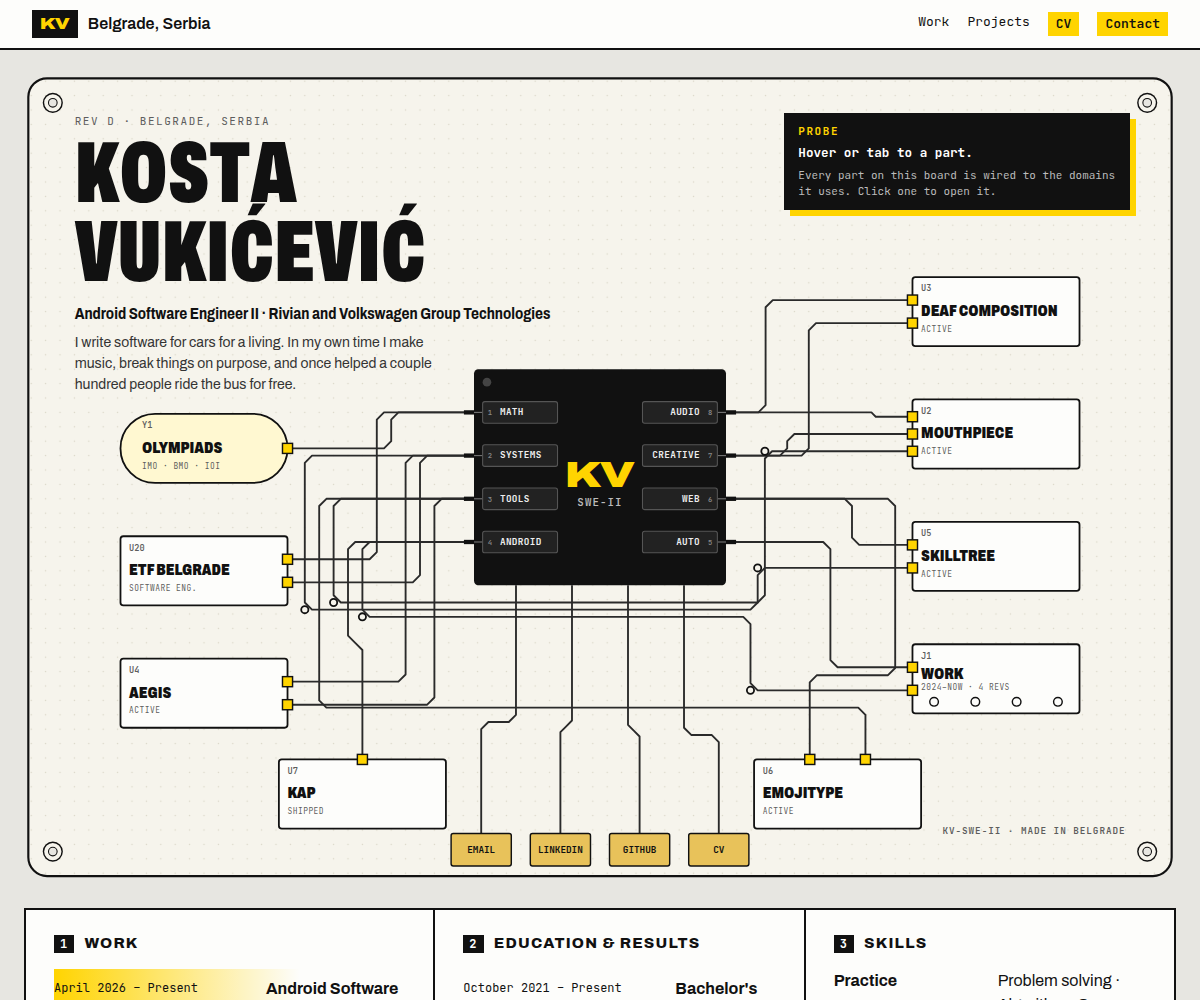 KV Belgrade, Serbia
Work Projects CV Contact
REV D · BELGRADE, SERBIA
KOSTA
VUKIĆEVIĆ
Android Software Engineer II · Rivian and Volkswagen Group Technologies
I write software for cars for a living. In my own time I make
music, break things on purpose, and once helped a couple
hundred people ride the bus for free.
PROBE
Hover or tab to a part.
Every part on this board is wired to the domains
it uses. Click one to open it.
Y1
OLYMPIADS
IMO · BMO · IOI
U20
ETF BELGRADE
SOFTWARE ENG.
U4
AEGIS
ACTIVE
U7
KAP
SHIPPED
1 MATH
2 SYSTEMS
3 TOOLS
4 ANDROID
KV
SWE-II
AUDIO 8
CREATIVE 7
WEB 6
AUTO 5
U3
DEAF COMPOSITION
ACTIVE
U2
MOUTHPIECE
ACTIVE
U5
SKILLTREE
ACTIVE
J1
WORK
2024–NOW · 4 REVS
U6
EMOJITYPE
ACTIVE
EMAIL
LINKEDIN
GITHUB
CV
KV-SWE-II · MADE IN BELGRADE
1 WORK
April 2026 – Present Android Software
2 EDUCATION & RESULTS
October 2021 – Present Bachelor's
3 SKILLS
Practice Problem solving ·